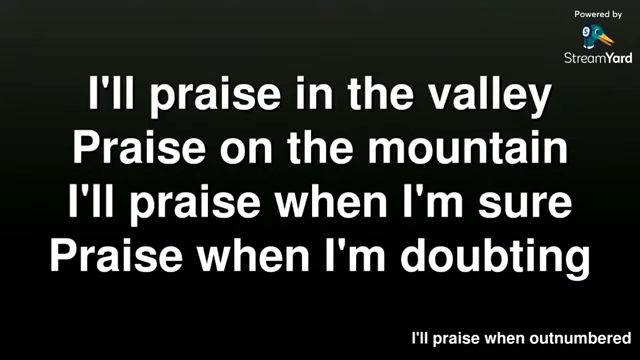 Powered by
StreamYard
I'll praise in the valley
Praise on the mountain
I'll praise when I'm sure
Praise when I'm doubting
I'll praise when outnumbered